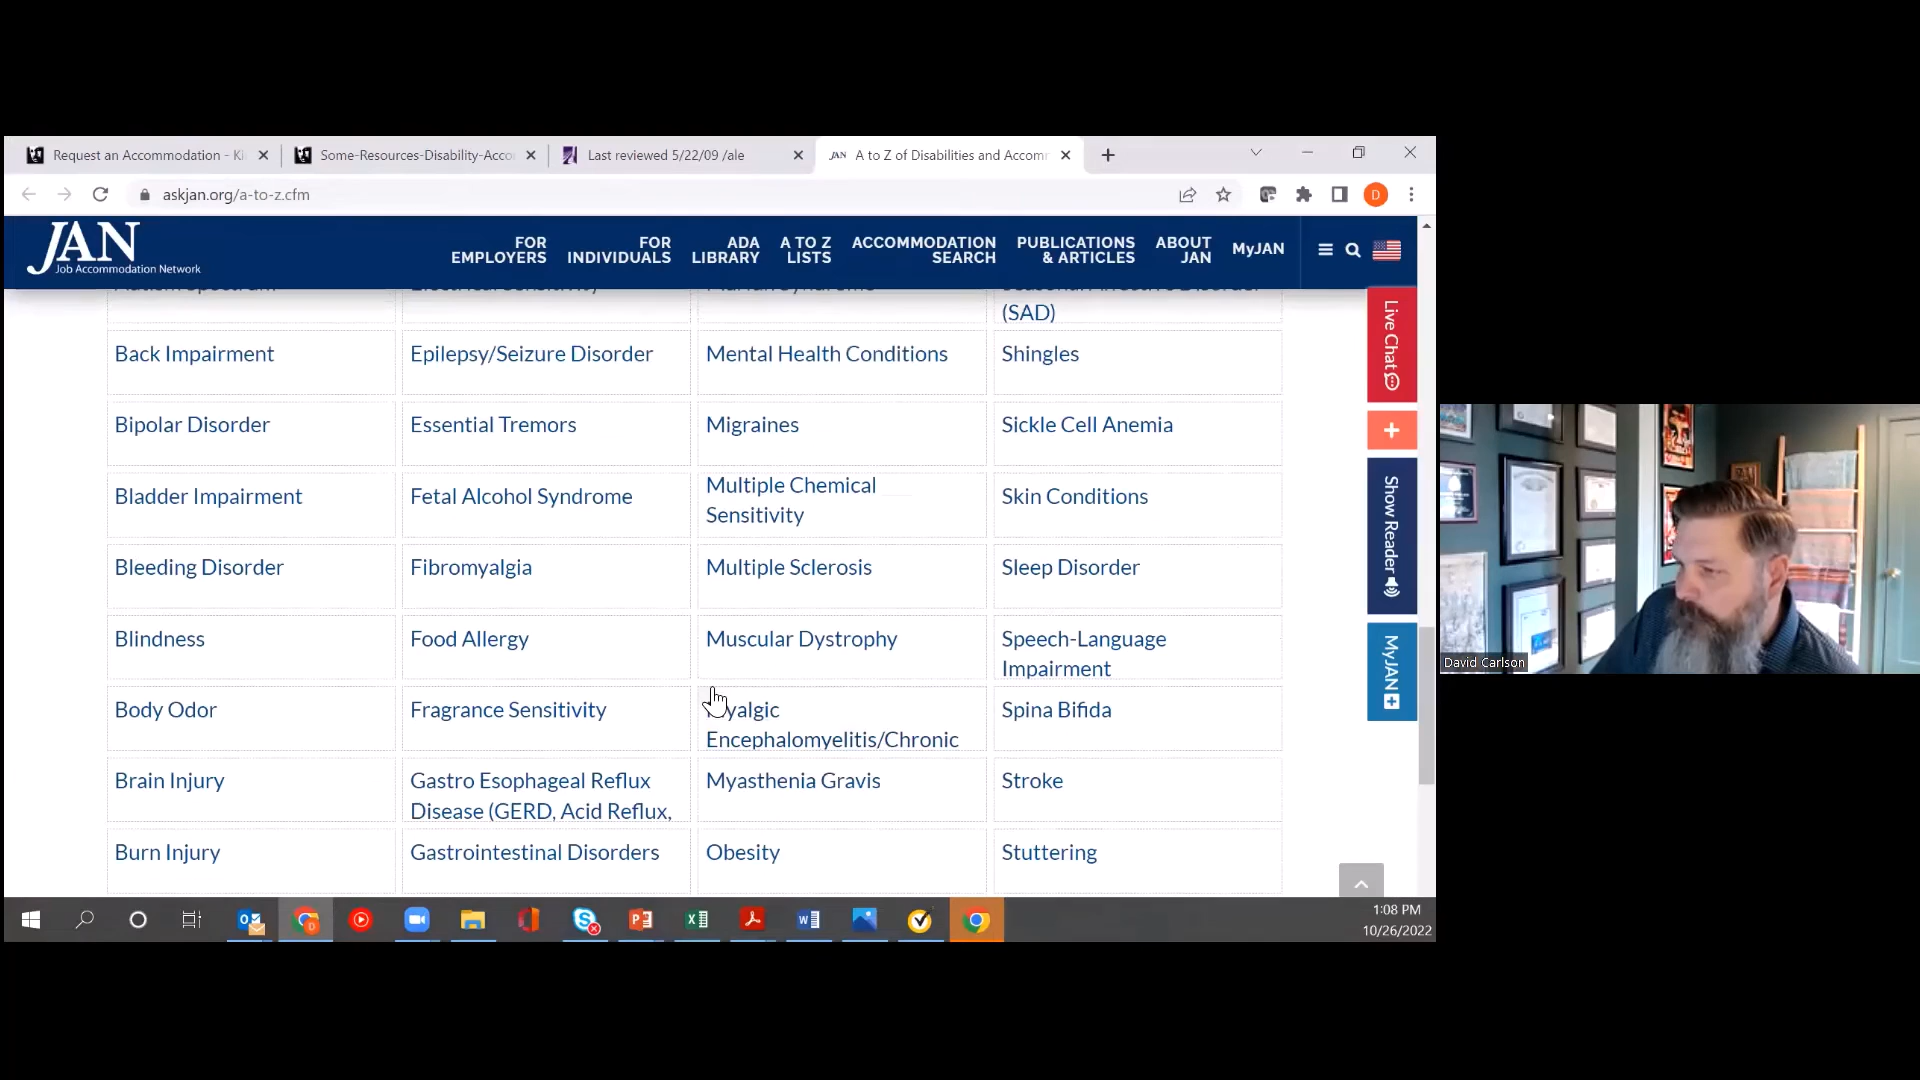 Request an Accommodation - Ki
Some-Resources-Disability-Acco
Last reviewed 5/22/09 /ale
JAN A to Z of Disabilities and Accomm
askjan.org/a-to-z.cfm
D
JAN
Job Accommodation Network
FOR
EMPLOYERS
FOR
INDIVIDUALS
ADA
LIBRARY
A TO Z
LISTS
ACCOMMODATION
SEARCH
PUBLICATIONS
& ARTICLES
ABOUT
JAN
MyJAN
(SAD)
Back Impairment
Epilepsy/Seizure Disorder
Mental Health Conditions
Shingles
Bipolar Disorder
Essential Tremors
Migraines
Sickle Cell Anemia
Bladder Impairment
Fetal Alcohol Syndrome
Multiple Chemical
Sensitivity
Skin Conditions
Bleeding Disorder
Fibromyalgia
Multiple Sclerosis
Sleep Disorder
Blindness
Food Allergy
Muscular Dystrophy
Speech-Language
Impairment
Body Odor
Fragrance Sensitivity
yalgic
Encephalomyelitis/Chronic
Spina Bifida
Brain Injury
Gastro Esophageal Reflux
Disease (GERD, Acid Reflux,
Myasthenia Gravis
Stroke
Burn Injury
Gastrointestinal Disorders
Obesity
Stuttering
Live Chat
+
Show Reader
MyJAN
David Carlson
1:08 PM
10/26/2022